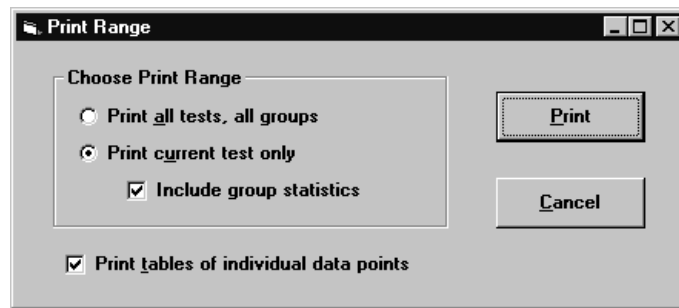 Print Range
Choose Print Range
Print all tests, all groups
Print current test only
Include group statistics
Print tables of individual data points
Print
Cancel